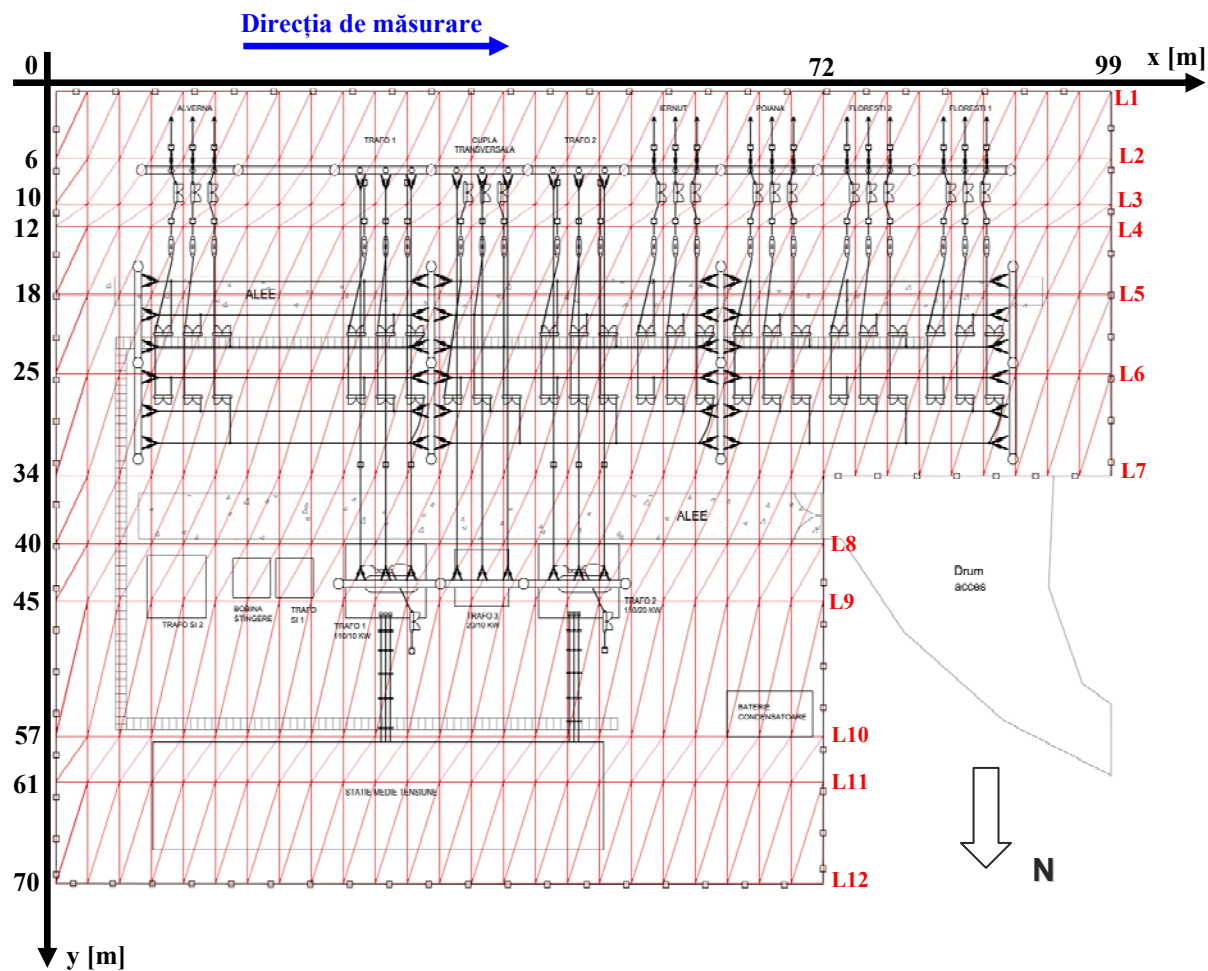 Direcția de măsurare
0
72
99
x [m]
L1
ALVERNA
IERNUT
POIANA
FLORESTI 2
FLORESTI 1
TRAFO 1
CUPLA
TRANSVERSALA
TRAFO 2
6
L2
10
L3
12
L4
18
ALEE
L5
25
L6
34
L7
ALEE
40
L8
Drum
acces
45
L9
TRAFO SI 2
BOBINA
STINGERE
TRAFO
SI 1
TRAFO 1
110/10 KW
TRAFO 3
20/10 KW
TRAFO 2
110/20 KW
BATERIE
CONDENSATOARE
57
L10
61
L11
STATIE MEDIE TENSIUNE
70
L12
N
y [m]